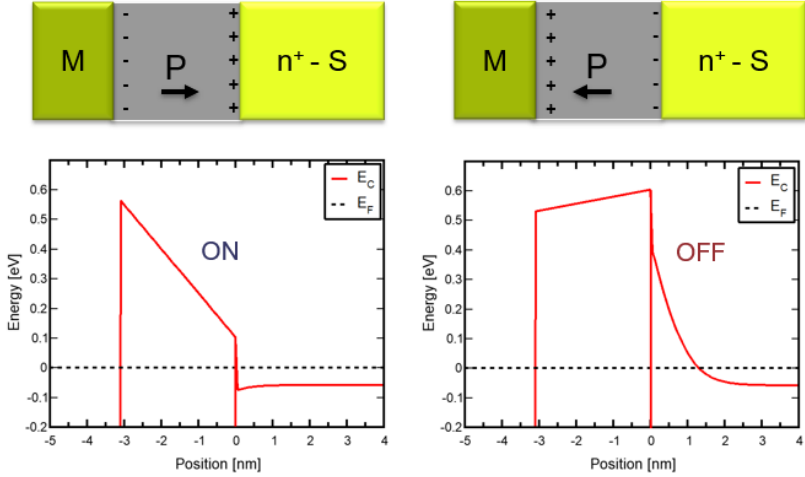 M
P
n⁺ - S
-
-
-
-
-
+
+
+
+
+
M
P
n⁺ - S
+
+
+
+
+
-
-
-
-
-
E_C
E_F
ON
Energy [eV]
0.6
0.5
0.4
0.3
0.2
0.1
0
-0.1
-0.2
-5 -4 -3 -2 -1 0 1 2 3 4
Position [nm]
E_C
E_F
OFF
Energy [eV]
0.6
0.5
0.4
0.3
0.2
0.1
0
-0.1
-0.2
-5 -4 -3 -2 -1 0 1 2 3 4
Position [nm]